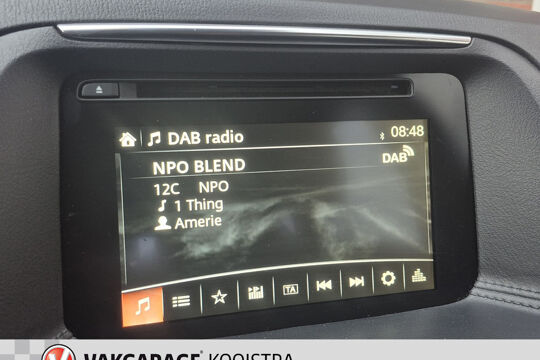 DAB radio 08:48
NPO BLEND DAB
12C NPO
1 Thing
Amerie
TA
VAKGARAGE KOOISTRA